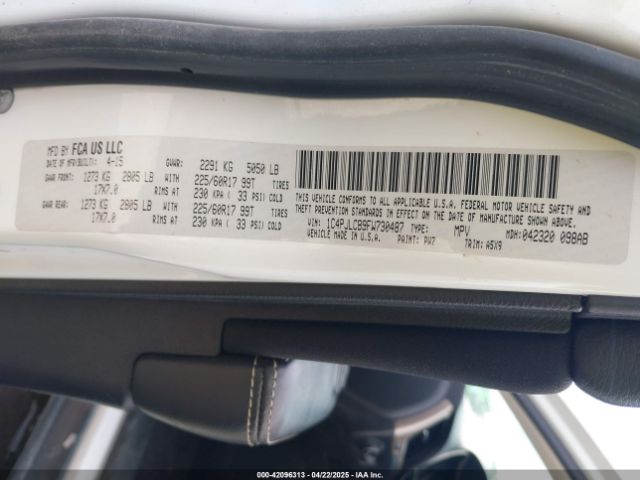 MFD BY FCA US LLC
DATE OF MFR(BUILT): 4-15 GVWR: 2291 KG 5050 LB
GAWR FRONT: 1273 KG 2805 LB WITH 225/60R17 99T TIRES
17X7.0 RIMS AT 230 KPA ( 33 PSI) COLD
GAWR REAR: 1273 KG 2805 LB WITH 225/60R17 99T TIRES
17X7.0 RIMS AT 230 KPA ( 33 PSI) COLD
THIS VEHICLE CONFORMS TO ALL APPLICABLE U.S.A. FEDERAL MOTOR VEHICLE SAFETY AND
THEFT PREVENTION STANDARDS IN EFFECT ON THE DATE OF MANUFACTURE SHOWN ABOVE.
VIN: 1C4PJLCB9FW730487 TYPE: MPV MDH:042320 098AB
VEHICLE MADE IN U.S.A. PAINT: PW7 TRIM: A5X9
00-42096313 - 04/22/2025 - IAA Inc.